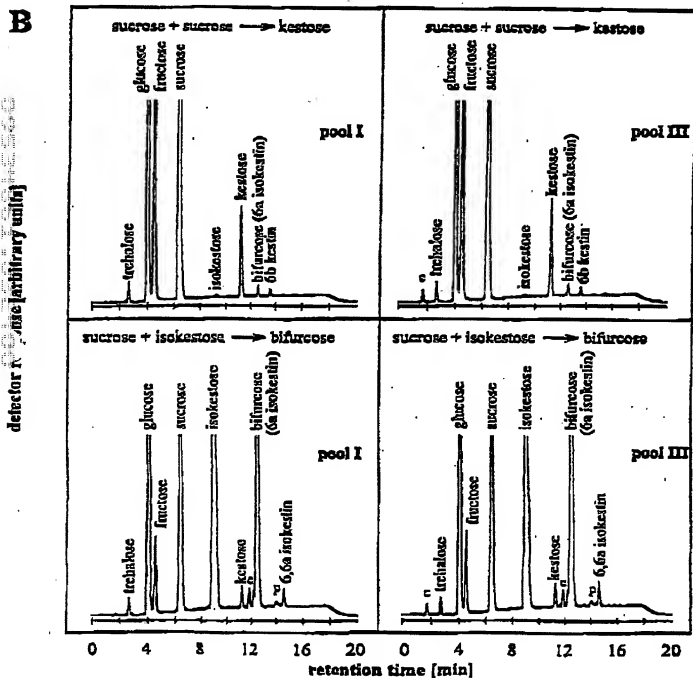 B
sucrose + sucrose → kestose
glucose
fructose
sucrose
pool I
trehalose
isokestose
kestose
bifurcose (6a isokestin)
6b kestin
sucrose + sucrose → kestose
glucose
fructose
sucrose
pool III
n
trehalose
isokestose
kestose
bifurcose (6a isokestin)
6b kestin
sucrose + isokestose → bifurcose
glucose
sucrose
isokestose
bifurcose
(6a isokestin)
pool I
trehalose
fructose
kestose
n
6,6a isokestin
sucrose + isokestose → bifurcose
glucose
sucrose
isokestose
bifurcose
(6a isokestin)
pool III
n
trehalose
fructose
kestose
n
6,6a isokestin
detector [arbitrary units]
0 4 8 12 16 20
0 4 8 12 16 20
retention time [min]